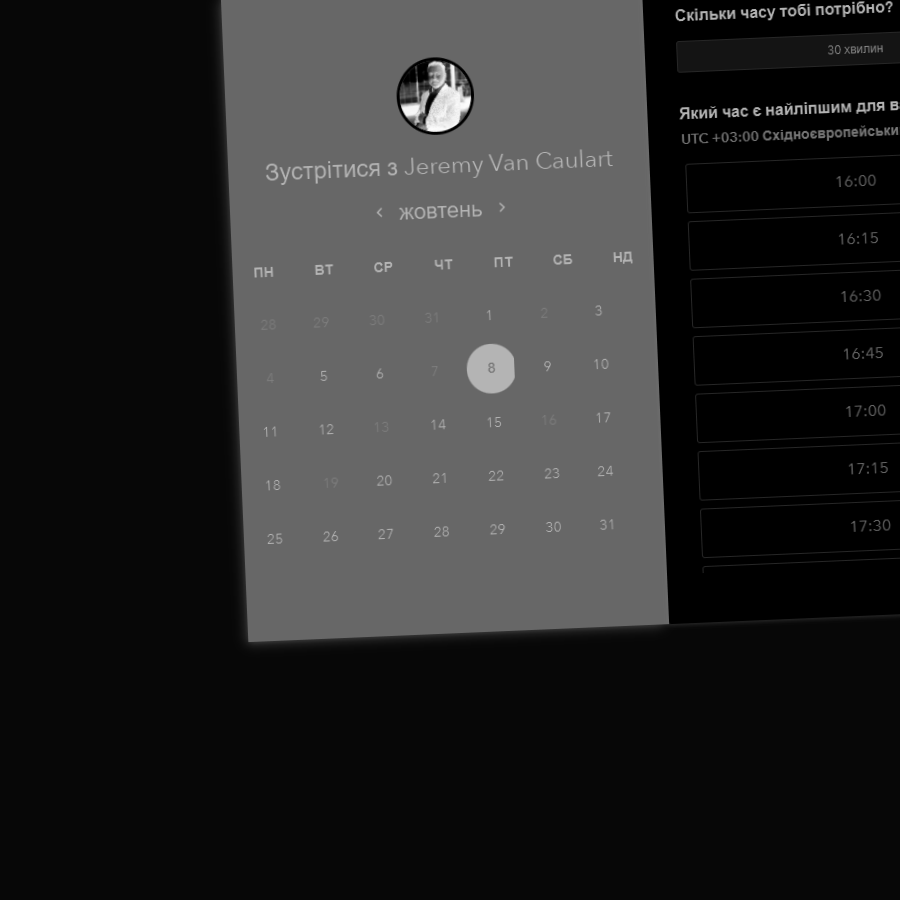 Зустрітися з Jeremy Van Caulart
жовтень
ПН ВТ СР ЧТ ПТ СБ НД
28 29 30 31 1 2 3
4 5 6 7 8 9 10
11 12 13 14 15 16 17
18 19 20 21 22 23 24
25 26 27 28 29 30 31
Скільки часу тобі потрібно?
30 хвилин
Який час є найліпшим для
UTC +03:00
16:00
16:15
16:30
16:45
17:00
17:15
17:30